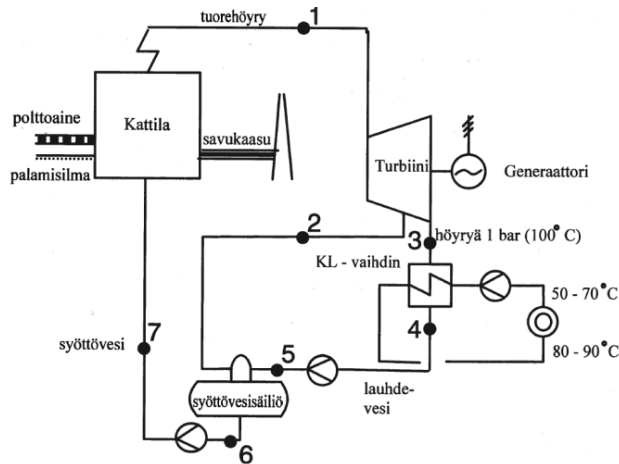 tuorehöyry 1
polttoaine
Kattila
savukaasu
palamisilma
Turbiini
Generaattori
2
3 höyryä 1 bar (100° C)
KL - vaihdin
50 - 70°C
4
7
syöttövesi
5
80 - 90°C
lauhde-
vesi
syöttövesisäiliö
6